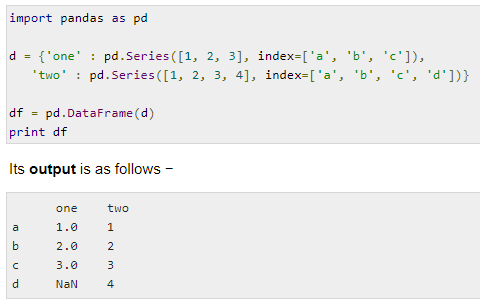 import pandas as pd
d = {'one' : pd.Series([1, 2, 3], index=['a', 'b', 'c']),
'two' : pd.Series([1, 2, 3, 4], index=['a', 'b', 'c', 'd'])}
df = pd.DataFrame(d)
print df
Its output is as follows −
one two
a 1.0 1
b 2.0 2
c 3.0 3
d NaN 4